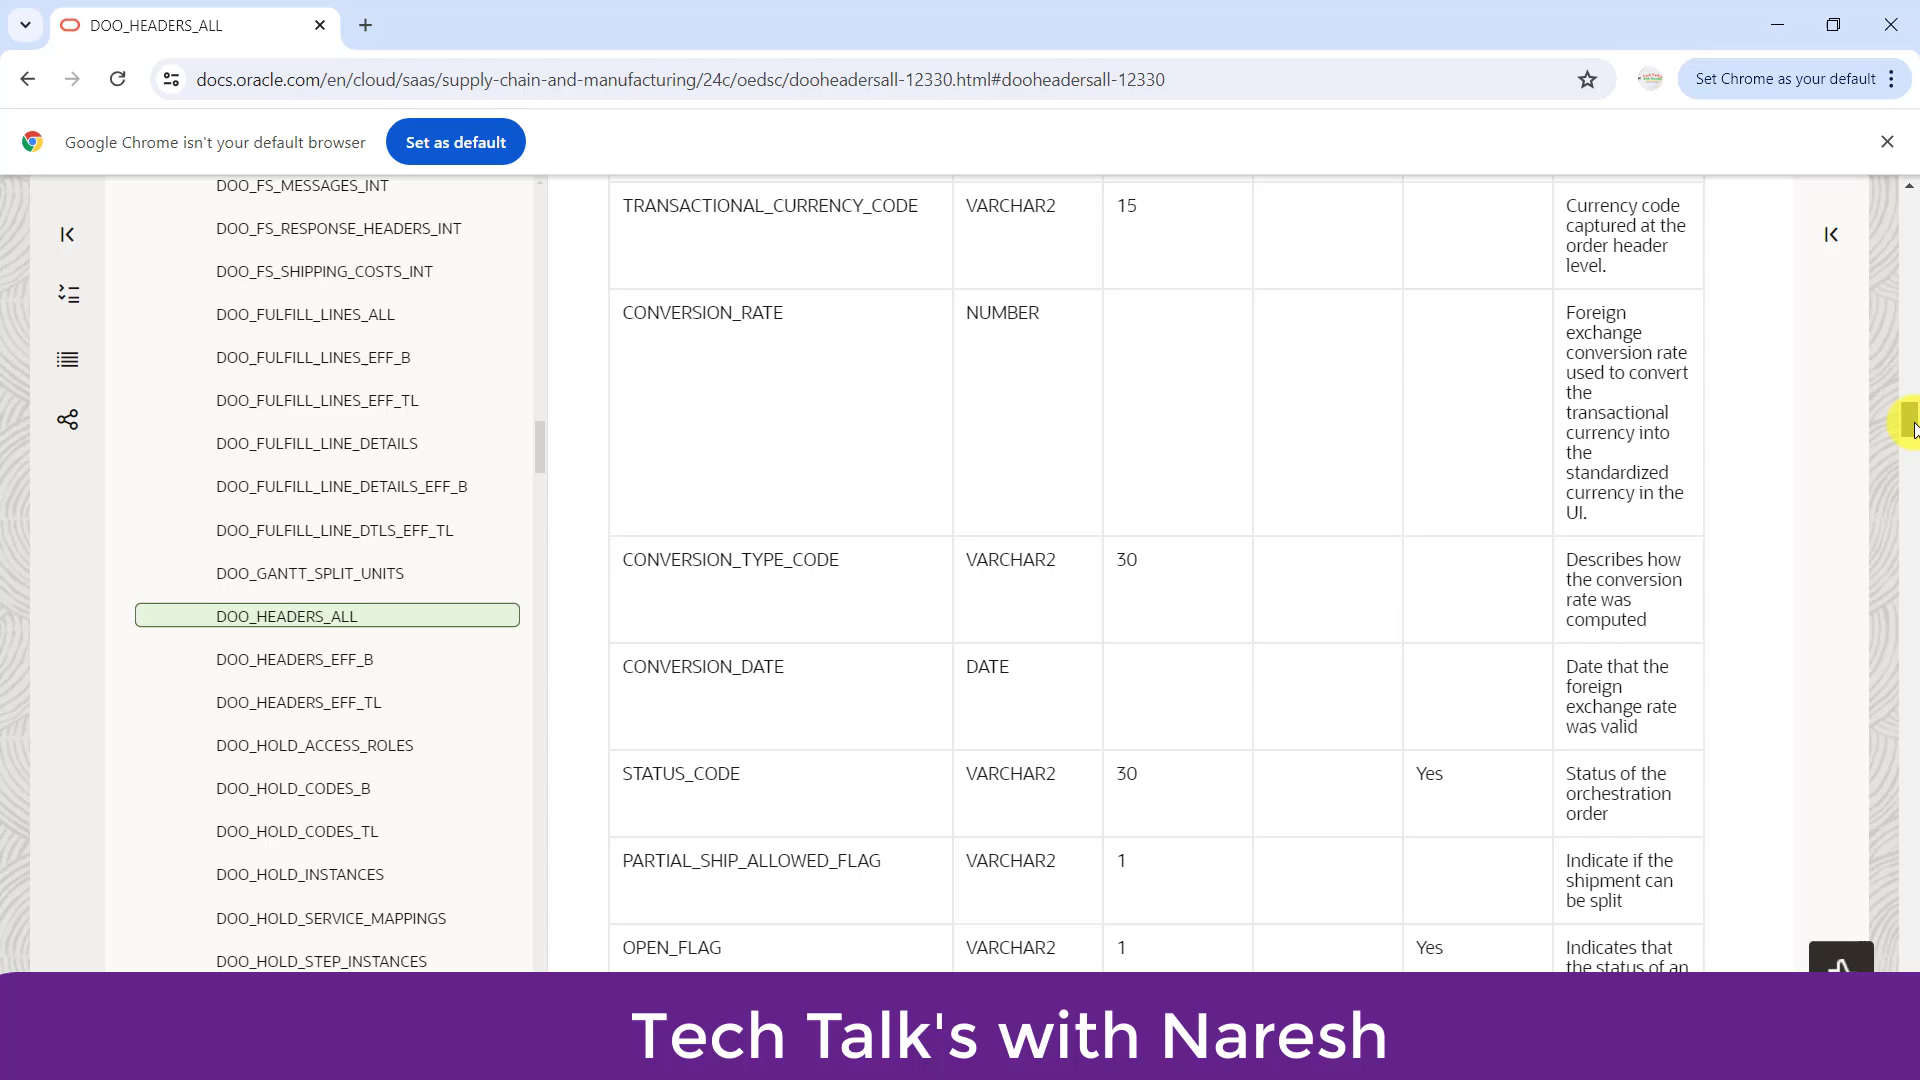 DOO_HEADERS_ALL
docs.oracle.com/en/cloud/saas/supply-chain-and-manufacturing/24c/oedsc/dooheadersall-12330.html#dooheadersall-12330
Set Chrome as your default
Google Chrome isn't your default browser
Set as default
DOO_FS_MESSAGES_INT
DOO_FS_RESPONSE_HEADERS_INT
DOO_FS_SHIPPING_COSTS_INT
DOO_FULFILL_LINES_ALL
DOO_FULFILL_LINES_EFF_B
DOO_FULFILL_LINES_EFF_TL
DOO_FULFILL_LINE_DETAILS
DOO_FULFILL_LINE_DETAILS_EFF_B
DOO_FULFILL_LINE_DTLS_EFF_TL
DOO_GANTT_SPLIT_UNITS
DOO_HEADERS_ALL
DOO_HEADERS_EFF_B
DOO_HEADERS_EFF_TL
DOO_HOLD_ACCESS_ROLES
DOO_HOLD_CODES_B
DOO_HOLD_CODES_TL
DOO_HOLD_INSTANCES
DOO_HOLD_SERVICE_MAPPINGS
DOO_HOLD_STEP_INSTANCES
TRANSACTIONAL_CURRENCY_CODE VARCHAR2 15 Currency code
captured at the
order header
level.
CONVERSION_RATE NUMBER Foreign
exchange
conversion rate
used to convert
the
transactional
currency into
the
standardized
currency in the
UI.
CONVERSION_TYPE_CODE VARCHAR2 30 Describes how
the conversion
rate was
computed
CONVERSION_DATE DATE Date that the
foreign
exchange rate
was valid
STATUS_CODE VARCHAR2 30 Yes Status of the
orchestration
order
PARTIAL_SHIP_ALLOWED_FLAG VARCHAR2 1 Indicate if the
shipment can
be split
OPEN_FLAG VARCHAR2 1 Yes Indicates that
the status of an
Tech Talk's with Naresh